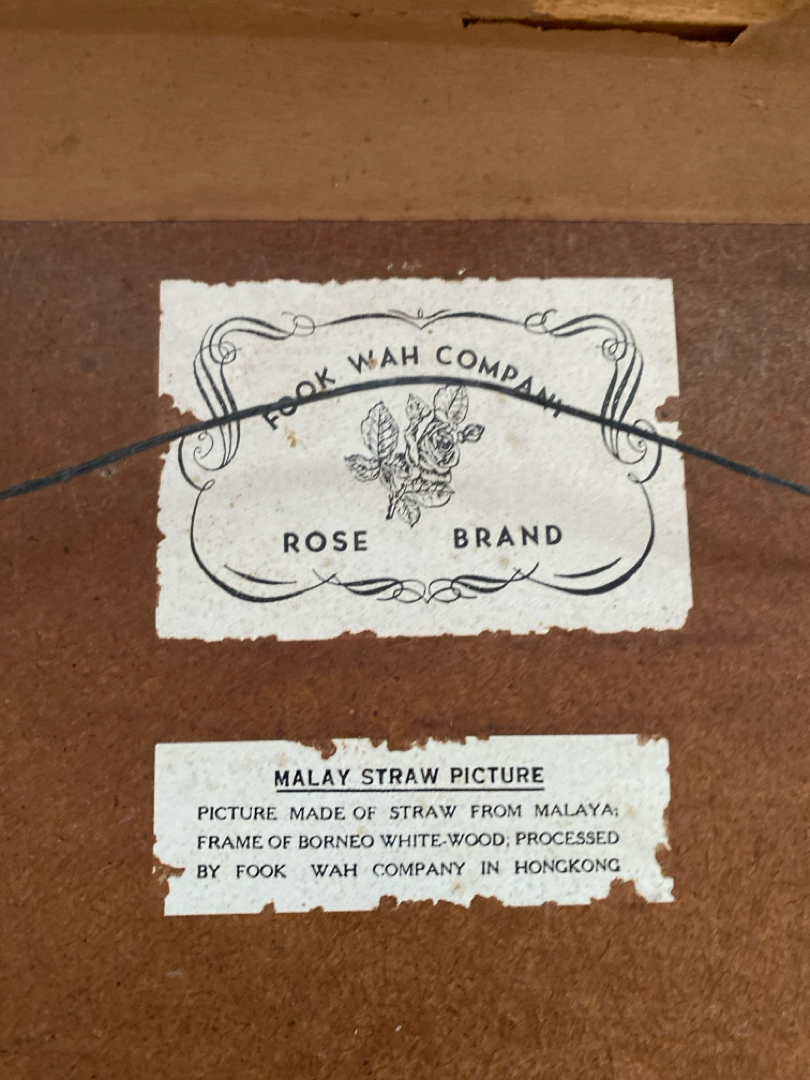 FOOK WAH COMPANY
ROSE BRAND
MALAY STRAW PICTURE
PICTURE MADE OF STRAW FROM MALAYA;
FRAME OF BORNEO WHITE-WOOD; PROCESSED
BY FOOK WAH COMPANY IN HONGKONG